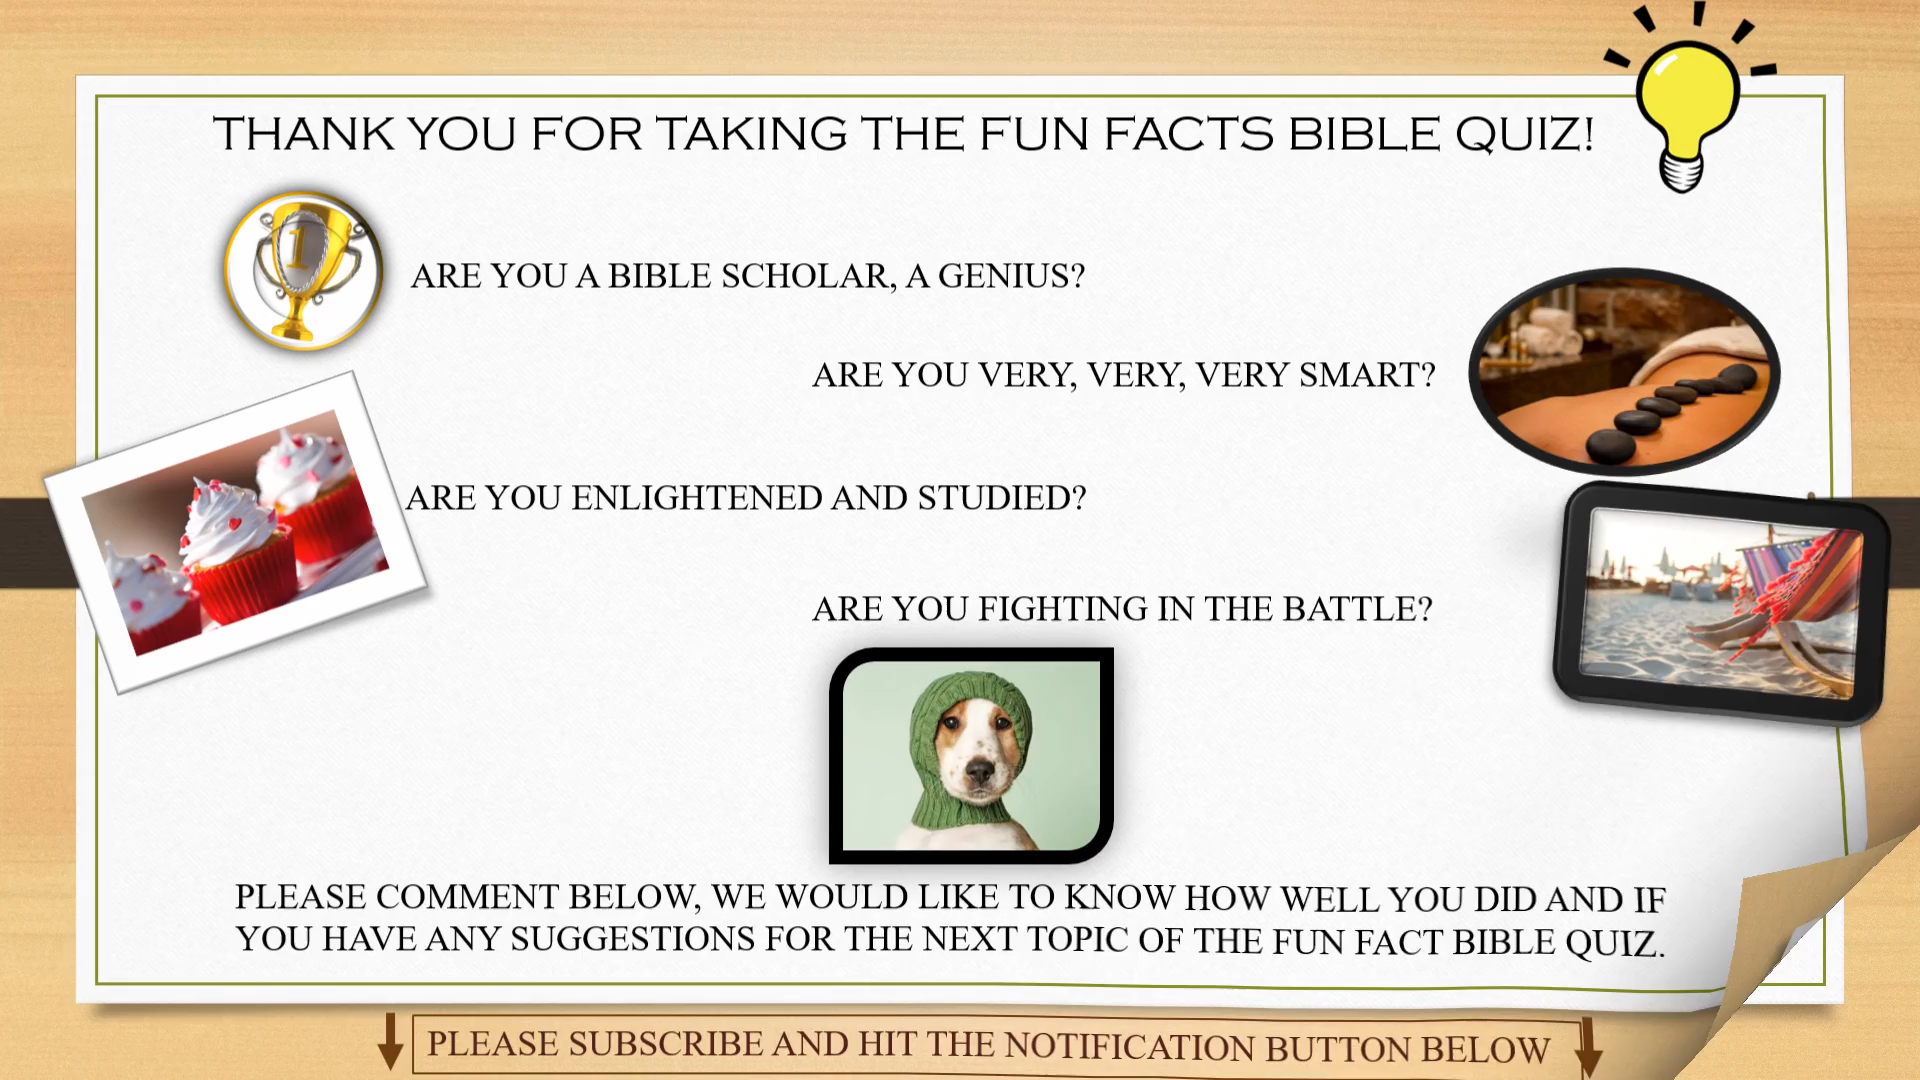 THANK YOU FOR TAKING THE FUN FACTS BIBLE QUIZ!
1
ARE YOU A BIBLE SCHOLAR, A GENIUS?
ARE YOU VERY, VERY, VERY SMART?
ARE YOU ENLIGHTENED AND STUDIED?
ARE YOU FIGHTING IN THE BATTLE?
PLEASE COMMENT BELOW, WE WOULD LIKE TO KNOW HOW WELL YOU DID AND IF
YOU HAVE ANY SUGGESTIONS FOR THE NEXT TOPIC OF THE FUN FACT BIBLE QUIZ.
PLEASE SUBSCRIBE AND HIT THE NOTIFICATION BUTTON BELOW